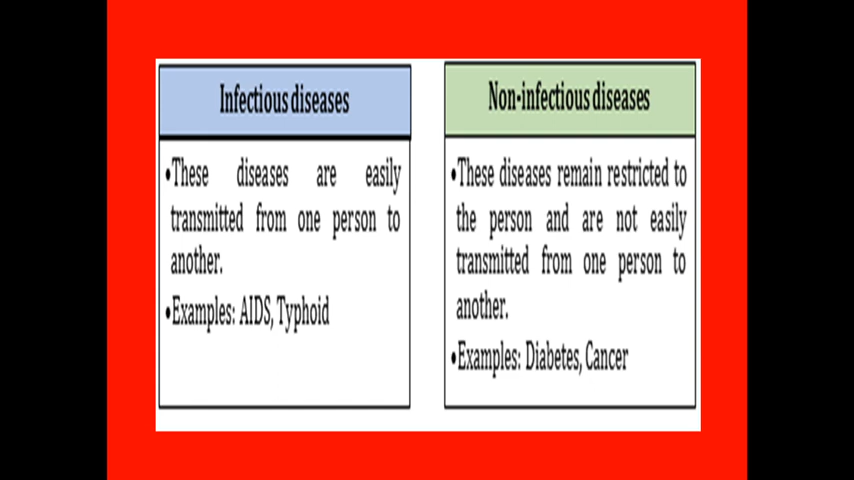 Infectious diseases
•These diseases are easily
transmitted from one person to
another.
•Examples: AIDS, Typhoid
Non-infectious diseases
•These diseases remain restricted to
the person and are not easily
transmitted from one person to
another.
•Examples: Diabetes, Cancer